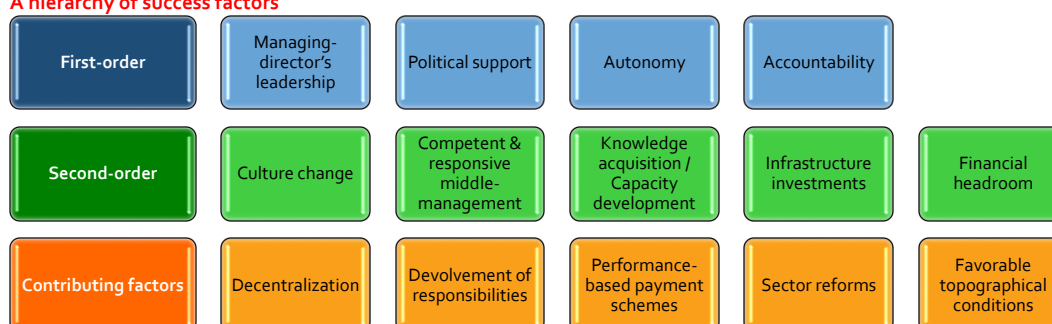 A hierarchy of success factors
First-order
Managing-
director's
leadership
Political support
Autonomy
Accountability
Second-order
Culture change
Competent &
responsive
middle-
management
Knowledge
acquisition /
Capacity
development
Infrastructure
investments
Financial
headroom
Contributing factors
Decentralization
Devolvement of
responsibilities
Performance-
based payment
schemes
Sector reforms
Favorable
topographical
conditions